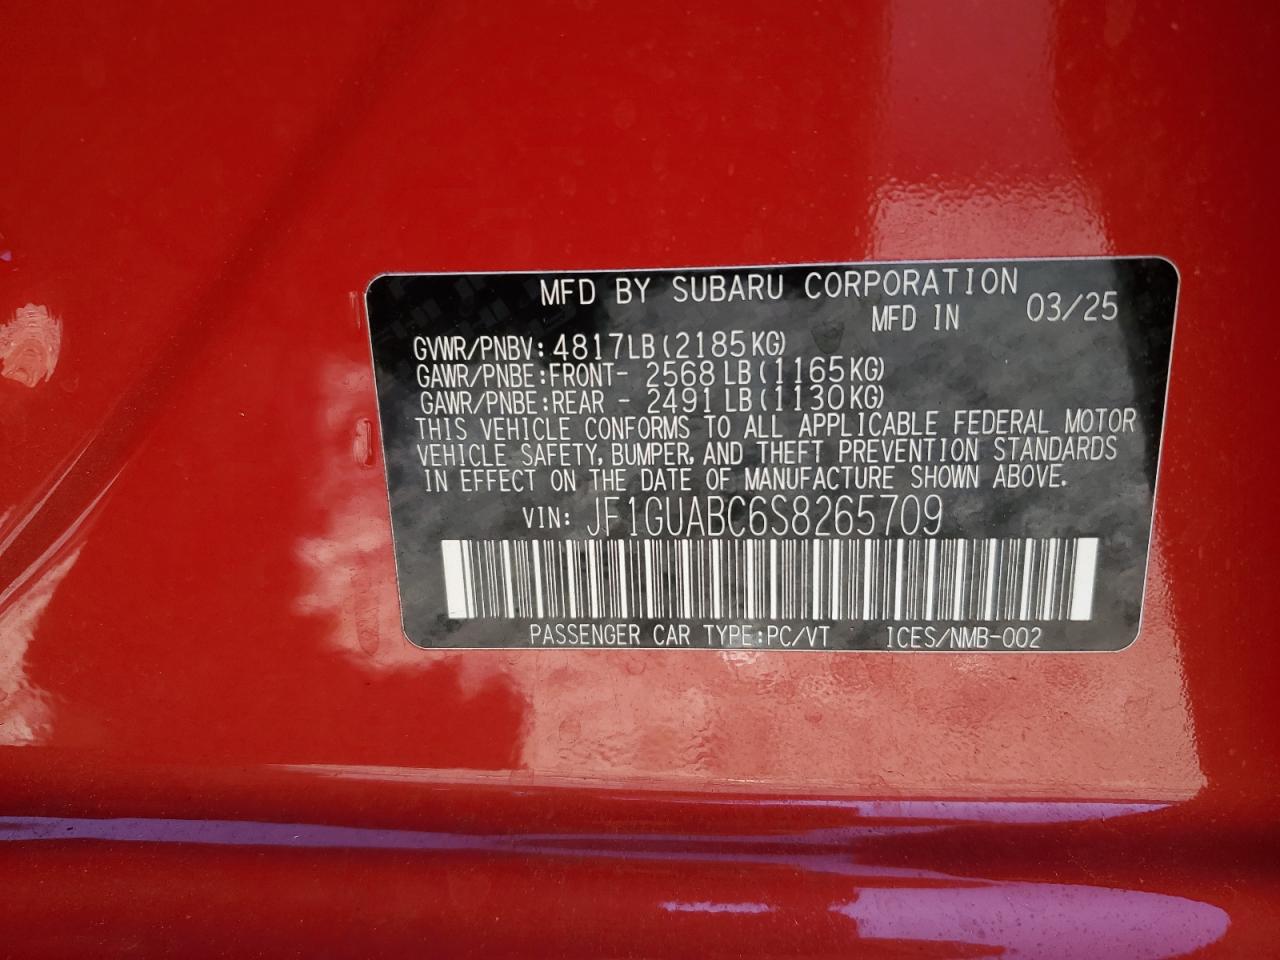 MFD BY SUBARU CORPORATION
MFD IN 03/25
GVWR/PNBV: 4817LB(2185KG)
GAWR/PNBE:FRONT- 2568 LB(1165KG)
GAWR/PNBE:REAR - 2491 LB(1130KG)
THIS VEHICLE CONFORMS TO ALL APPLICABLE FEDERAL MOTOR
VEHICLE SAFETY, BUMPER, AND THEFT PREVENTION STANDARDS
IN EFFECT ON THE DATE OF MANUFACTURE SHOWN ABOVE.
VIN: JF1GUABC6S8265709
PASSENGER CAR TYPE:PC/VT ICES/NMB-002